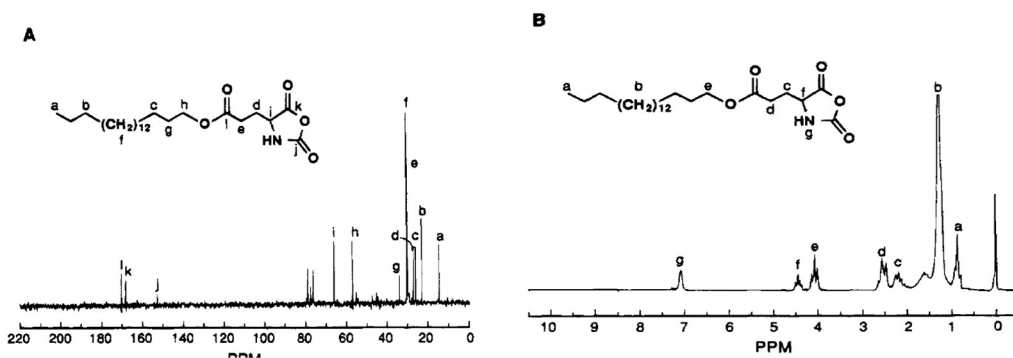 A
a b c h d i k
O O O
(CH₂)₁₂ O l e HN
f g j O
f
e
b
d c
i h a
g
l k j
220 200 180 160 140 120 100 80 60 40 20 0
B
a b e c f
O O O
12 O d HN O
g
b
a
e d c
g f
10 9 8 7 6 5 4 3 2 1 0
PPM